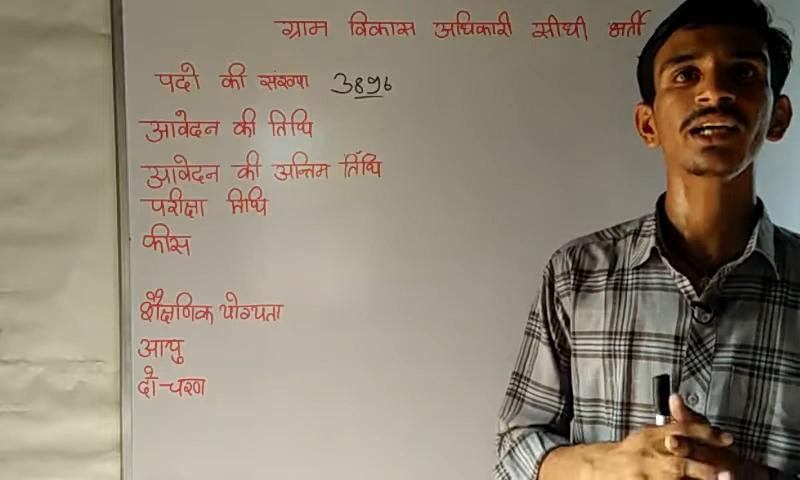 ग्राम विकास अधिकारी सीधी भर्ती
पदो की संख्या 3896
आवेदन की तिथि
आवेदन की अन्तिम तिथि
परीक्षा तिथि
फीस
शैक्षणिक योग्यता
आयु
दो-चरण